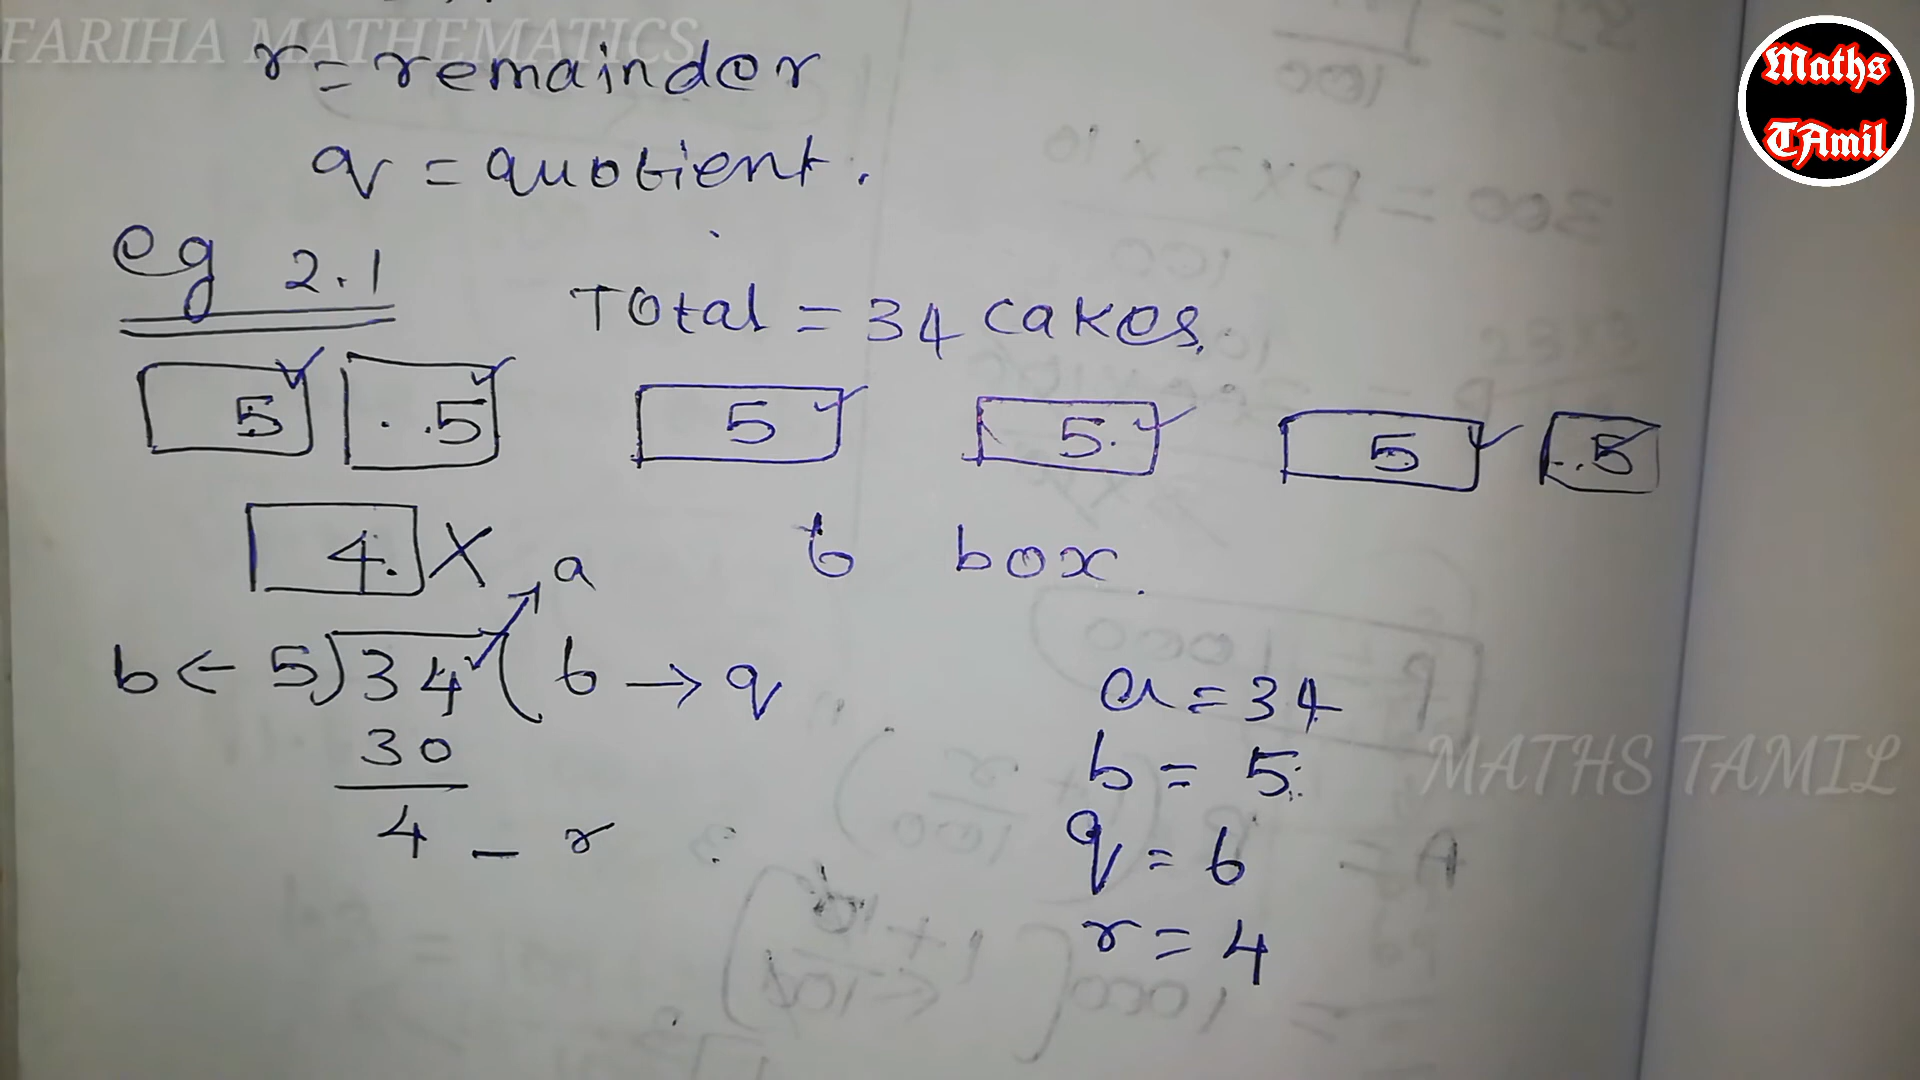 FARIHA MATHEMATICS
Maths
TAmil
r = remainder
q = quotient.
eg 2.1
Total = 34 cakes.
5 5 5 5 5 5
4. X
6 box.
a
b ← 5)34( 6 → q
30
4 – r
a = 34
b = 5
q = 6
r = 4
MATHS TAMIL